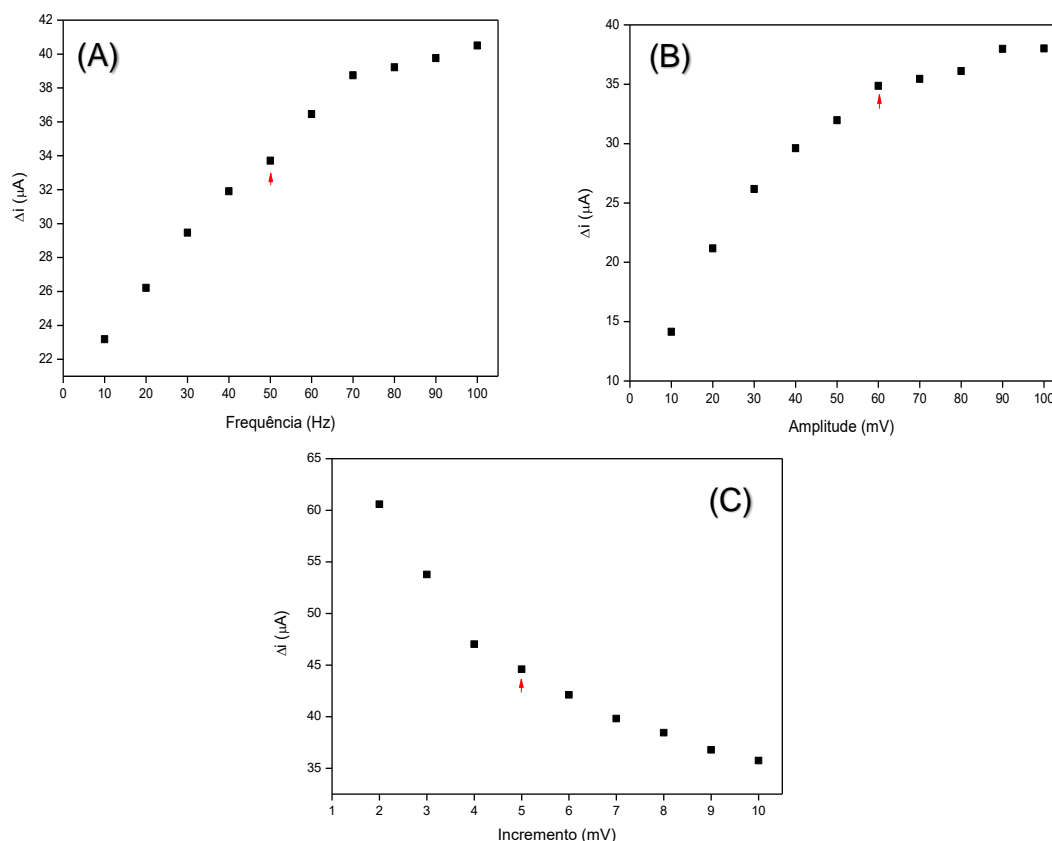 (A)
42
40
38
36
34
32
30
28
26
24
22
Δi (μA)
0 10 20 30 40 50 60 70 80 90 100
Frequência (Hz)
(B)
40
35
30
25
20
15
10
Δi (μA)
0 10 20 30 40 50 60 70 80 90 100
Amplitude (mV)
(C)
65
60
55
50
45
40
35
Δi (μA)
1 2 3 4 5 6 7 8 9 10
Incremento (mV)